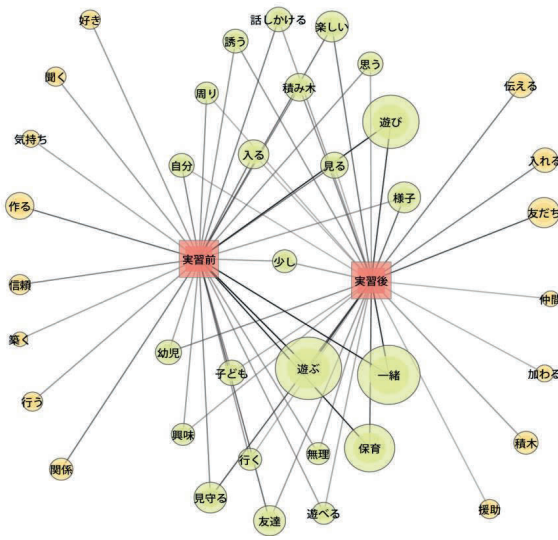 好き
話しかける
楽しい
誘う
思う
聞く
周り
積み木
伝える
遊び
気持ち
自分
入る
見る
入れる
作る
様子
友だち
実習前
少し
実習後
信頼
仲間
築く
幼児
子ども
遊ぶ
一緒
加わる
行う
興味
積木
関係
行く
無理
保育
見守る
友達
遊べる
援助